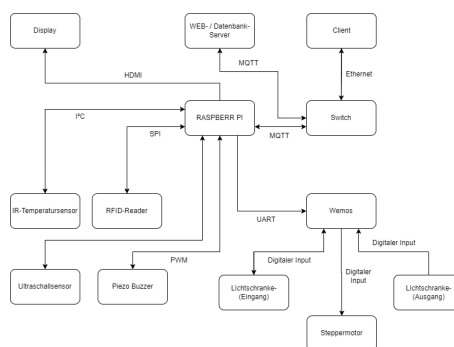 Display
WEB- / Datenbank-
Server
Client
MQTT
HDMI
Ethernet
I²C
RASPBERR PI
Switch
SPI
MQTT
IR-Temperatursensor
RFID-Reader
Wemos
UART
Digitaler Input
Digitaler Input
PWM
Digitaler
Input
Ultraschallsensor
Piezo Buzzer
LIchtschranke-
(Eingang)
LIchtschranke-
(Ausgang)
Steppermotor